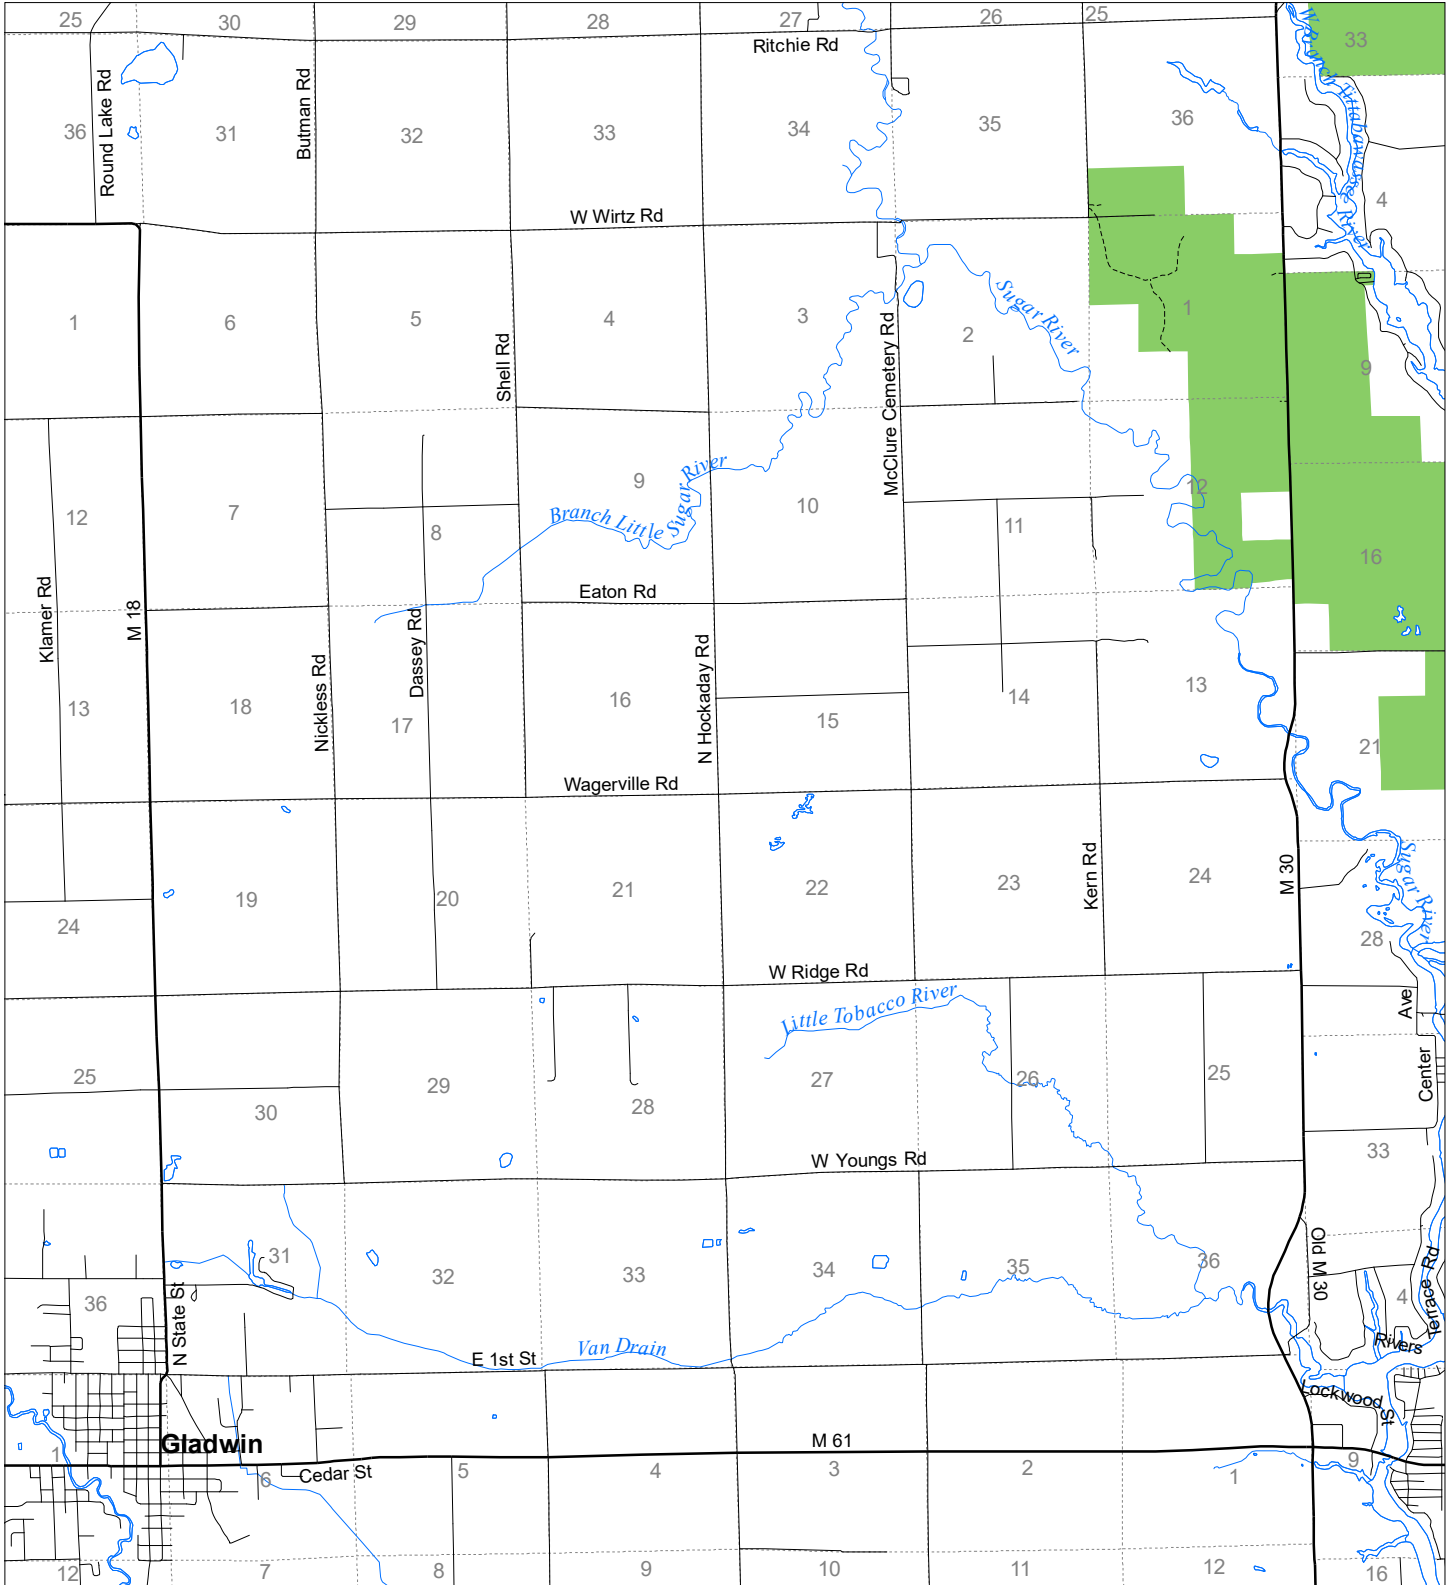 25
30
29
28
27
26
25
33
Ritchie Rd
W Branch Tittabawassee River
Round Lake Rd
Butman Rd
36
31
32
33
34
35
36
4
W Wirtz Rd
1
6
5
4
3
2
1
9
Sugar River
Shell Rd
McClure Cemetery Rd
12
7
8
9
10
11
12
16
Branch Little Sugar River
Eaton Rd
Klamer Rd
M 18
Nickless Rd
Dassey Rd
N Hockaday Rd
13
18
17
16
15
14
13
21
Wagerville Rd
24
19
20
21
22
23
24
28
Kern Rd
M 30
Sugar River
W Ridge Rd
Little Tobacco River
25
30
29
28
27
26
25
33
Center Ave
W Youngs Rd
36
31
32
33
34
35
36
4
N State St
Old M 30
Terrace Rd
Rivers
Van Drain
E 1st St
Lockwood St
Gladwin
M 61
Cedar St
1
6
5
4
3
2
1
9
12
7
8
9
10
11
12
16